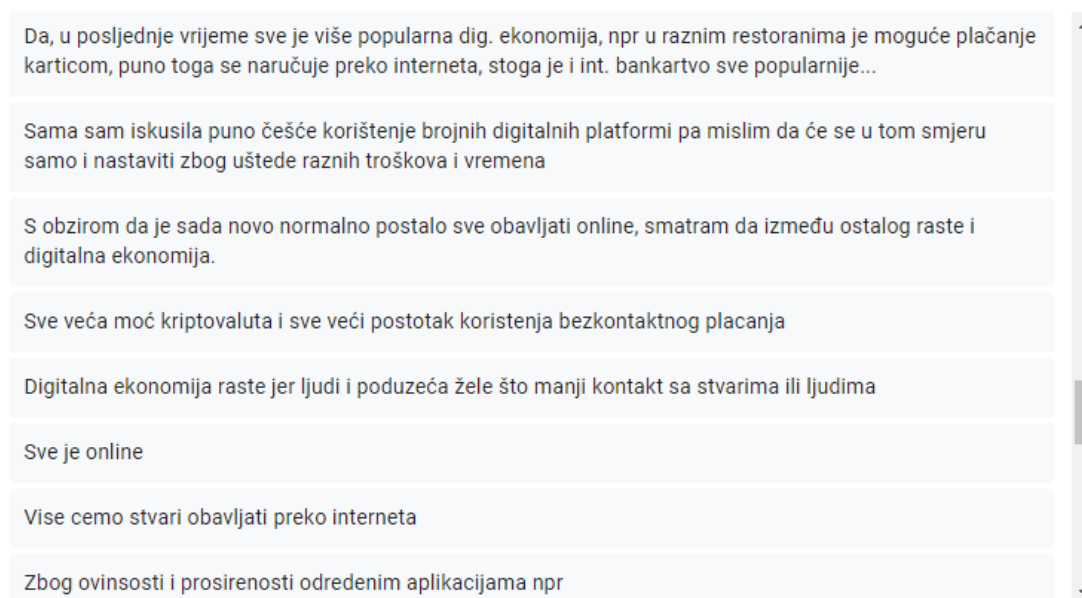 Da, u posljednje vrijeme sve je više popularna dig. ekonomija, npr u raznim restoranima je moguće plačanje
karticom, puno toga se naručuje preko interneta, stoga je i int. bankartvo sve popularnije...
Sama sam iskusila puno češće korištenje brojnih digitalnih platformi pa mislim da će se u tom smjeru
samo i nastaviti zbog uštede raznih troškova i vremena
S obzirom da je sada novo normalno postalo sve obavljati online, smatram da između ostalog raste i
digitalna ekonomija.
Sve veća moć kriptovaluta i sve veći postotak koristenja bezkontaktnog placanja
Digitalna ekonomija raste jer ljudi i poduzeća žele što manji kontakt sa stvarima ili ljudima
Sve je online
Vise cemo stvari obavljati preko interneta
Zbog ovinsosti i prosirenosti odredenim aplikacijama npr